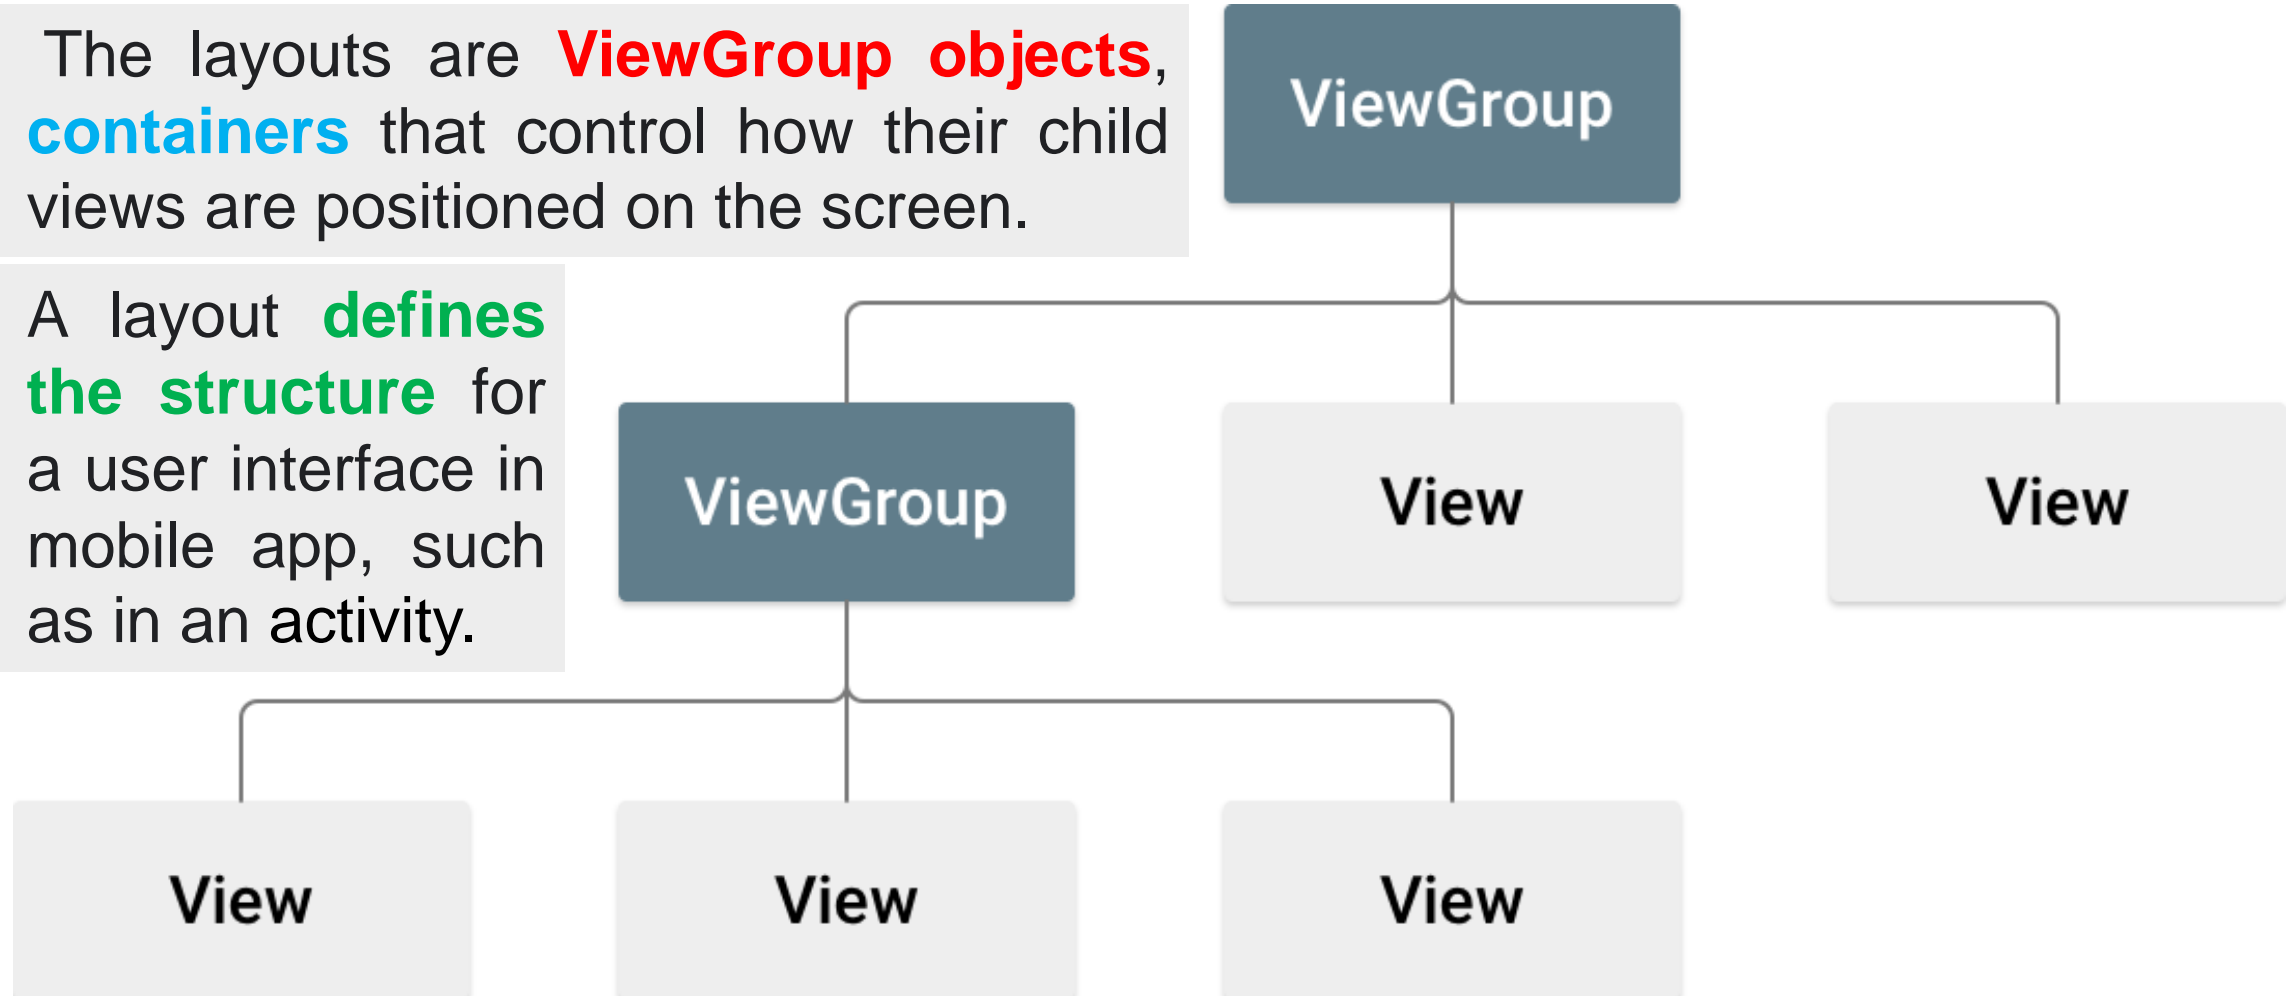 The layouts are ViewGroup objects,
containers that control how their child
views are positioned on the screen.
A layout defines
the structure for
a user interface in
mobile app, such
as in an activity.
ViewGroup
ViewGroup
View
View
View
View
View